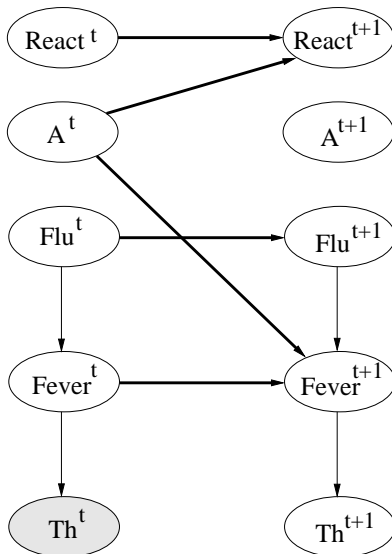 React t
React t+1
A t
A t+1
Flu t
Flu t+1
Fever t
Fever t+1
Th t
Th t+1